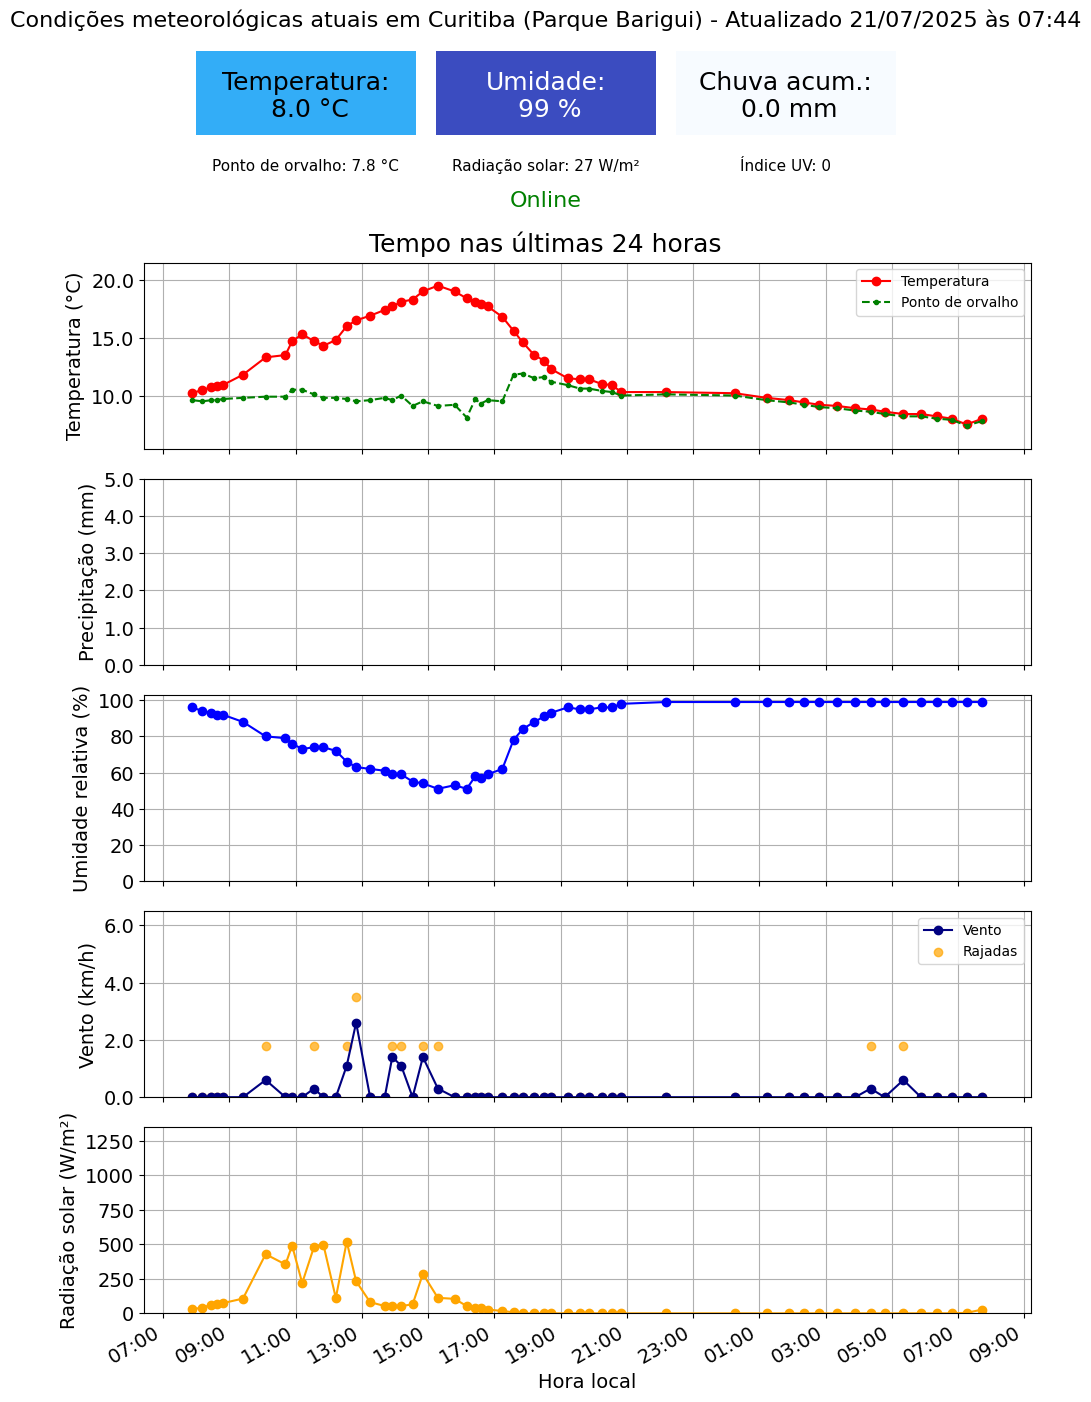 Condições meteorológicas atuais em Curitiba (Parque Barigui) - Atualizado 21/07/2025 às 07:44
Temperatura:
8.0 °C
Umidade:
99 %
Chuva acum.:
0.0 mm
Ponto de orvalho: 7.8 °C
Radiação solar: 27 W/m²
Índice UV: 0
Online
Tempo nas últimas 24 horas
Temperatura (°C)
20.0
15.0
10.0
Temperatura
Ponto de orvalho
Precipitação (mm)
5.0
4.0
3.0
2.0
1.0
0.0
Umidade relativa (%)
100
80
60
40
20
0
Vento (km/h)
6.0
4.0
2.0
0.0
Vento
Rajadas
Radiação solar (W/m²)
1250
1000
750
500
250
0
07:00
09:00
11:00
13:00
15:00
17:00
19:00
21:00
23:00
01:00
03:00
05:00
07:00
09:00
Hora local